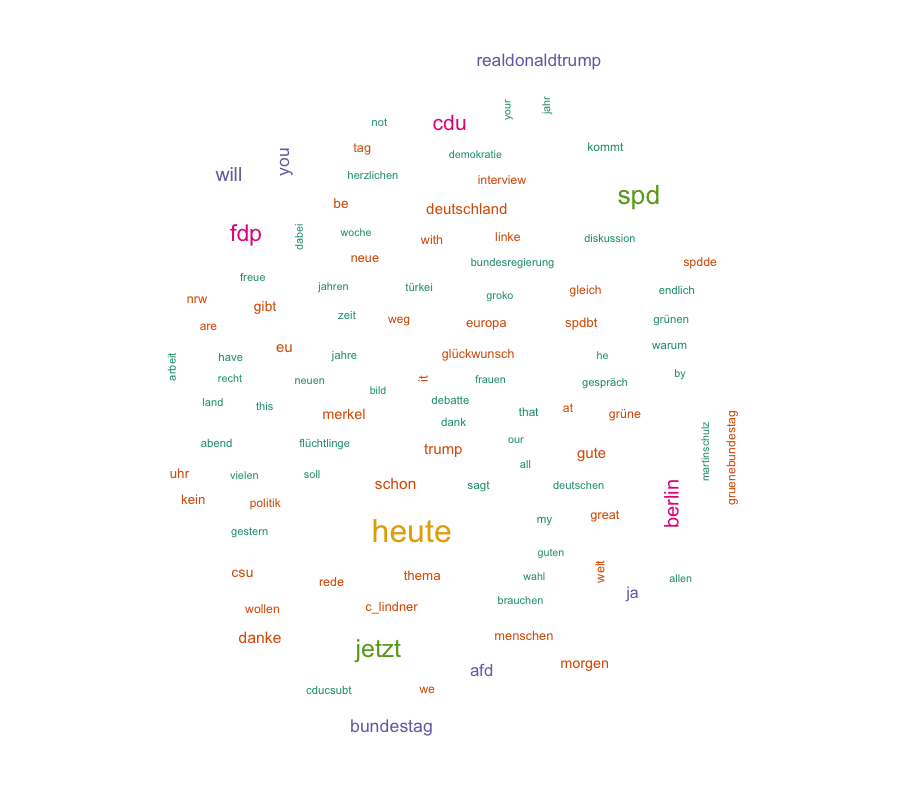 realdonaldtrump
your
jahr
not
cdu
tag
demokratie
kommt
will
you
herzlichen
interview
be
deutschland
spd
fdp
dabei
woche
with
linke
diskussion
neue
bundesregierung
spdde
freue
jahren
türkei
groko
gleich
endlich
nrw
gibt
zeit
weg
europa
spdbt
grünen
are
eu
jahre
glückwunsch
he
warum
arbeit
have
recht
neuen
bild
it
frauen
gespräch
by
land
this
merkel
debatte
dank
that
at
grüne
abend
flüchtlinge
trump
our
gute
martinschulz
gruenebundestag
uhr
vielen
soll
schon
sagt
all
deutschen
kein
politik
berlin
gestern
heute
my
great
guten
csu
rede
thema
wahl
welt
allen
wollen
c_lindner
brauchen
ja
danke
jetzt
menschen
afd
morgen
cducsubt
we
bundestag